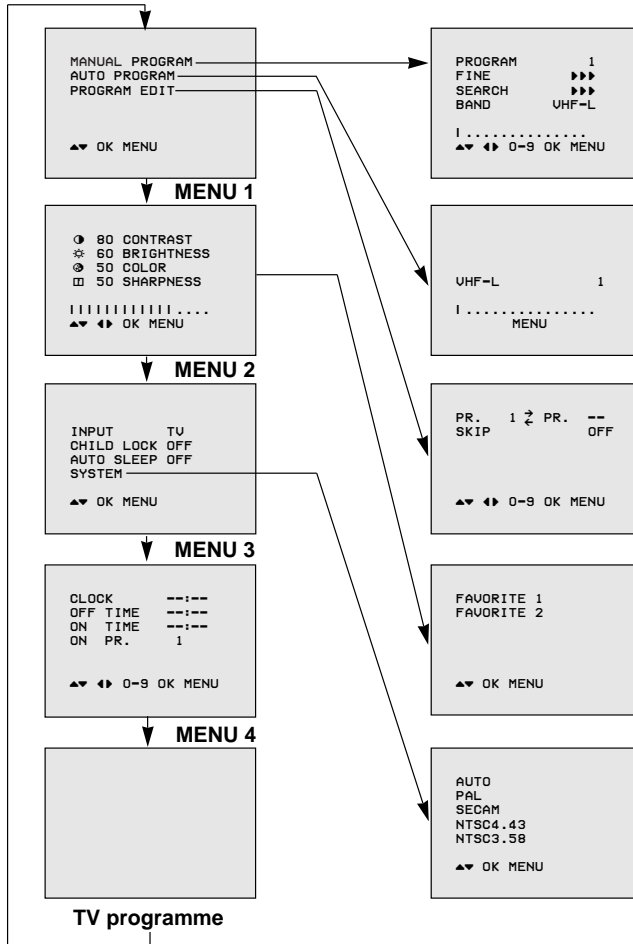 MANUAL PROGRAM
AUTO PROGRAM
PROGRAM EDIT
▲▼ OK MENU
MENU 1
80 CONTRAST
60 BRIGHTNESS
50 COLOR
50 SHARPNESS
||||||||||||....
▲▼ ◀▶ OK MENU
MENU 2
INPUT TV
CHILD LOCK OFF
AUTO SLEEP OFF
SYSTEM
▲▼ OK MENU
MENU 3
CLOCK --:--
OFF TIME --:--
ON TIME --:--
ON PR. 1
▲▼ ◀▶ 0-9 OK MENU
MENU 4
TV programme
PROGRAM 1
FINE ▶▶▶
SEARCH ▶▶▶
BAND VHF-L
|..............
▲▼ ◀▶ 0-9 OK MENU
VHF-L 1
|...............
MENU
PR. 1 ⇄ PR. --
SKIP OFF
▲▼ ◀▶ 0-9 OK MENU
FAVORITE 1
FAVORITE 2
▲▼ OK MENU
AUTO
PAL
SECAM
NTSC4.43
NTSC3.58
▲▼ OK MENU